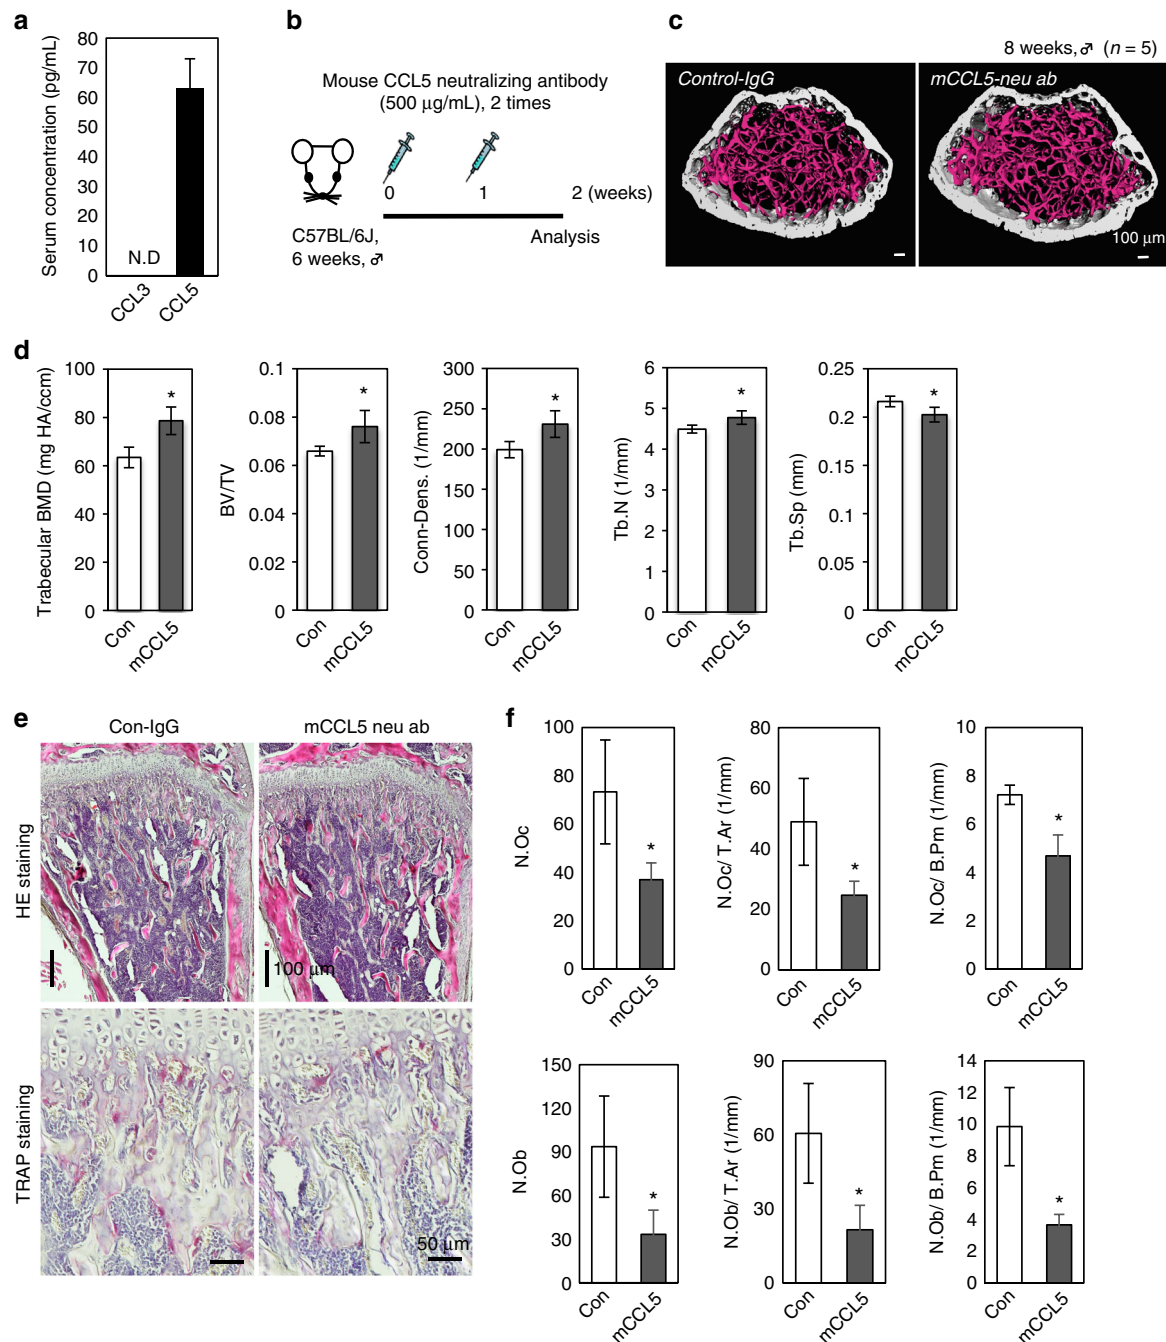 a
Serum concentration (pg/mL)
80
70
60
50
40
30
20
10
0
N.D
CCL3
CCL5
b
Mouse CCL5 neutralizing antibody
(500 μg/mL), 2 times
0
1
2 (weeks)
C57BL/6J,
6 weeks, ♂
Analysis
c
8 weeks, ♂ (n = 5)
Control-IgG
mCCL5-neu ab
100 μm
d
Trabecular BMD (mg HA/ccm)
100
80
60
40
20
0
*
Con
mCCL5
BV/TV
0.1
0.08
0.06
0.04
0.02
0
*
Con
mCCL5
Conn-Dens. (1/mm)
300
250
200
150
100
50
0
*
Con
mCCL5
Tb.N (1/mm)
6
5
4
3
2
1
0
*
Con
mCCL5
Tb.Sp (mm)
0.25
0.2
0.15
0.1
0.05
0
*
Con
mCCL5
e
Con-IgG
mCCL5 neu ab
HE staining
100 μm
TRAP staining
50 μm
f
N.Oc
100
80
60
40
20
0
*
Con
mCCL5
N.Oc/ T.Ar (1/mm)
80
60
40
20
0
*
Con
mCCL5
N.Oc/ B.Pm (1/mm)
10
8
6
4
2
0
*
Con
mCCL5
N.Ob
150
120
90
60
30
0
*
Con
mCCL5
N.Ob/ T.Ar (1/mm)
90
60
30
0
*
Con
mCCL5
N.Ob/ B.Pm (1/mm)
14
12
10
8
6
4
2
0
*
Con
mCCL5